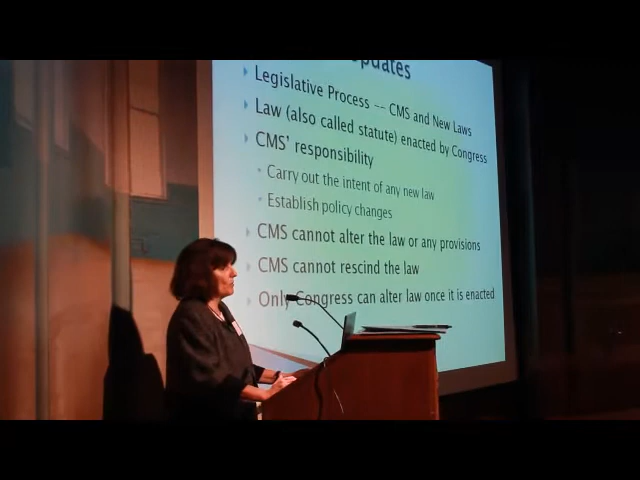 Updates
Legislative Process -- CMS and New Laws
Law (also called statute) enacted by Congress
CMS' responsibility
Carry out the intent of any new law
Establish policy changes
CMS cannot alter the law or any provisions
CMS cannot rescind the law
Only Congress can alter law once it is enacted